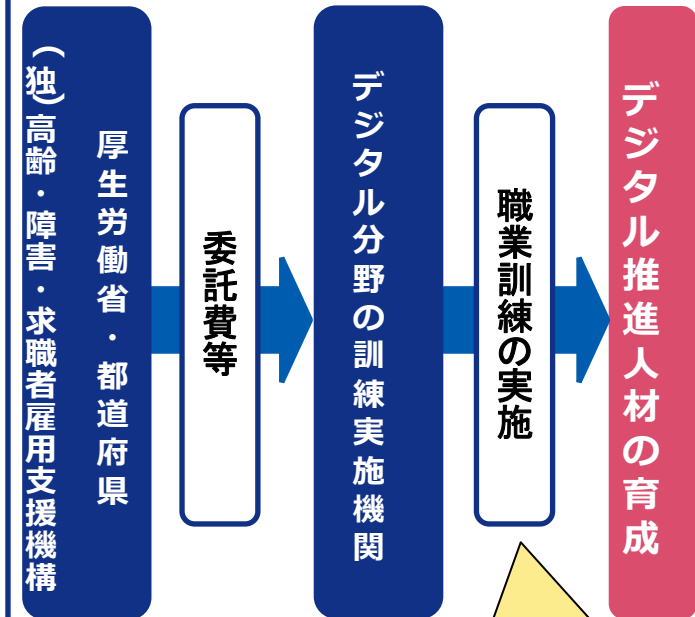 厚生労働省・都道府県
（独）高齢・障害・求職者雇用支援機構
委託費等
デジタル分野の訓練実施機関
職業訓練の実施
デジタル推進人材の育成